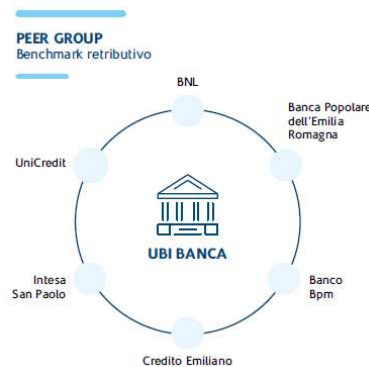 PEER GROUP
Benchmark retributivo
BNL
Banca Popolare
dell'Emilia
Romagna
UniCredit
UBI BANCA
Intesa
San Paolo
Banco
Bpm
Credito Emiliano